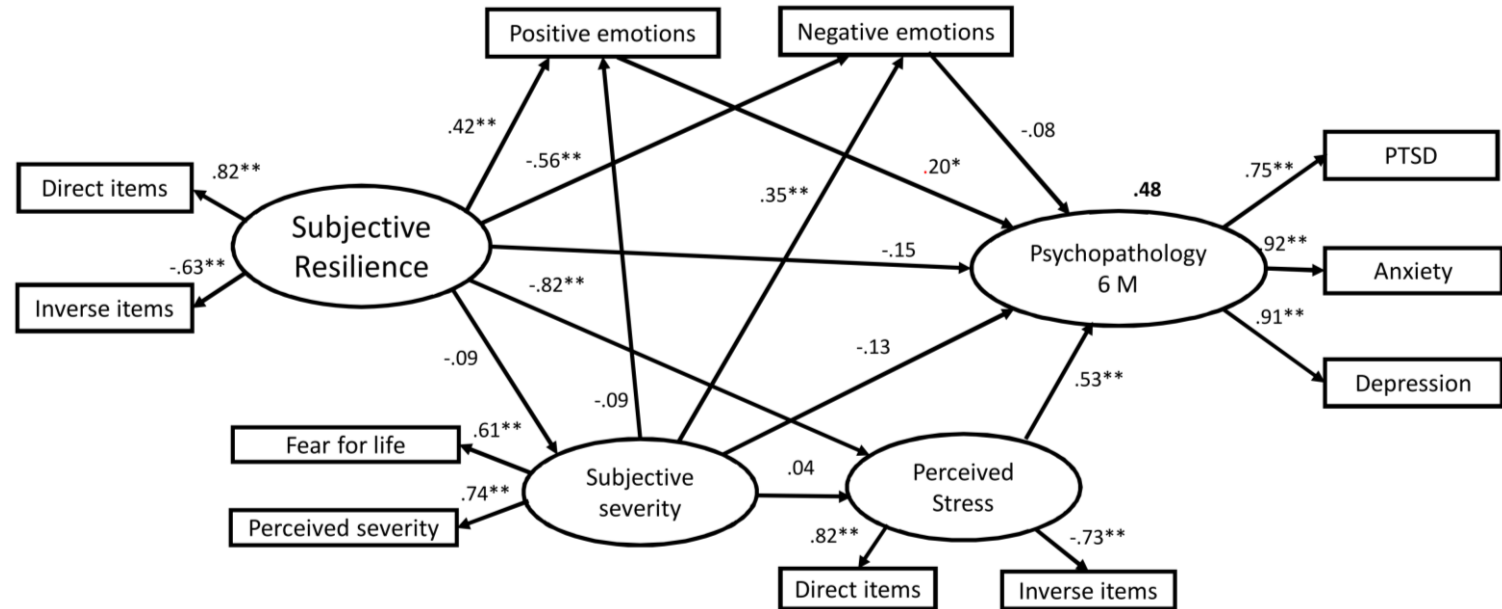 Positive emotions
Negative emotions
.42**
-.56**
-.08
.82**
.35**
.20*
.48
.75**
PTSD
Direct items
Subjective
Resilience
-.15
Psychopathology
6 M
.92**
Anxiety
-.63**
Inverse items
-.82**
.91**
-.09
-.13
Depression
.53**
-.09
Fear for life
.61**
Subjective
severity
.04
Perceived
Stress
.74**
Perceived severity
.82**
-.73**
Direct items
Inverse items